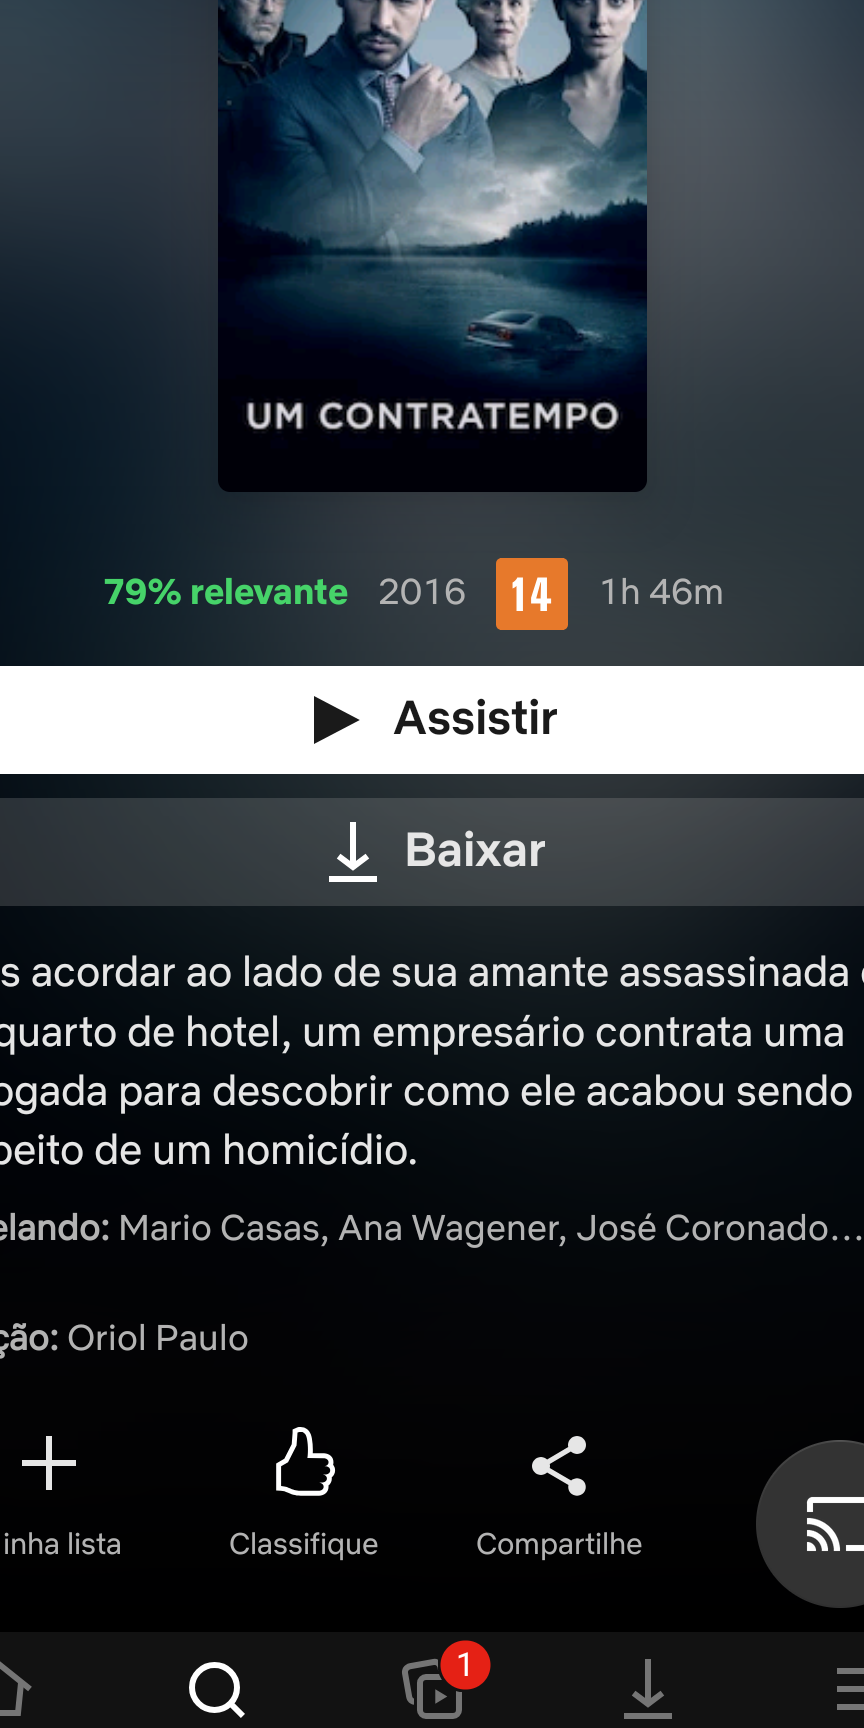 UM CONTRATEMPO
79% relevante 2016 14 1h 46m
Assistir
Baixar
s acordar ao lado de sua amante assassinada
quarto de hotel, um empresário contrata uma
ogada para descobrir como ele acabou sendo
peito de um homicídio.
elando: Mario Casas, Ana Wagener, José Coronado...
ção: Oriol Paulo
inha lista Classifique Compartilhe
1